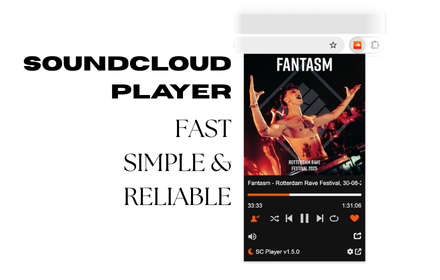 SOUNDCLOUD
PLAYER
FAST
SIMPLE &
RELIABLE
FANTASM
ROTTERDAM RAVE
FESTIVAL 2025
Fantasm - Rotterdam Rave Festival, 30-08-2
33:33
1:31:06
SC Player v1.5.0